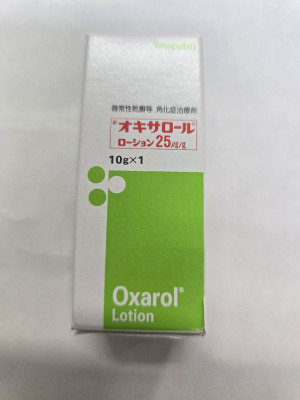 maruho
尋常性乾癬等 角化症治療剤
オキサロール®
ローション25μg/g
10g×1
Oxarol®
Lotion